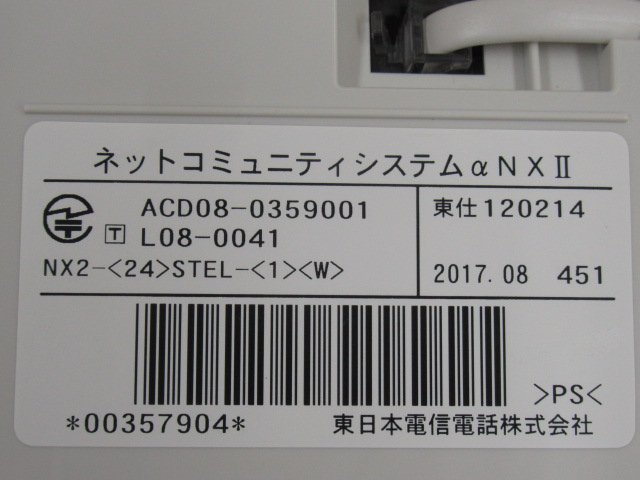 ネットコミュニティシステムαNXⅡ
ACD08-0359001
T L08-0041
NX2-<24>STEL-<1><W>
東仕120214
2017.08 451
>PS<
*00357904*
東日本電信電話株式会社